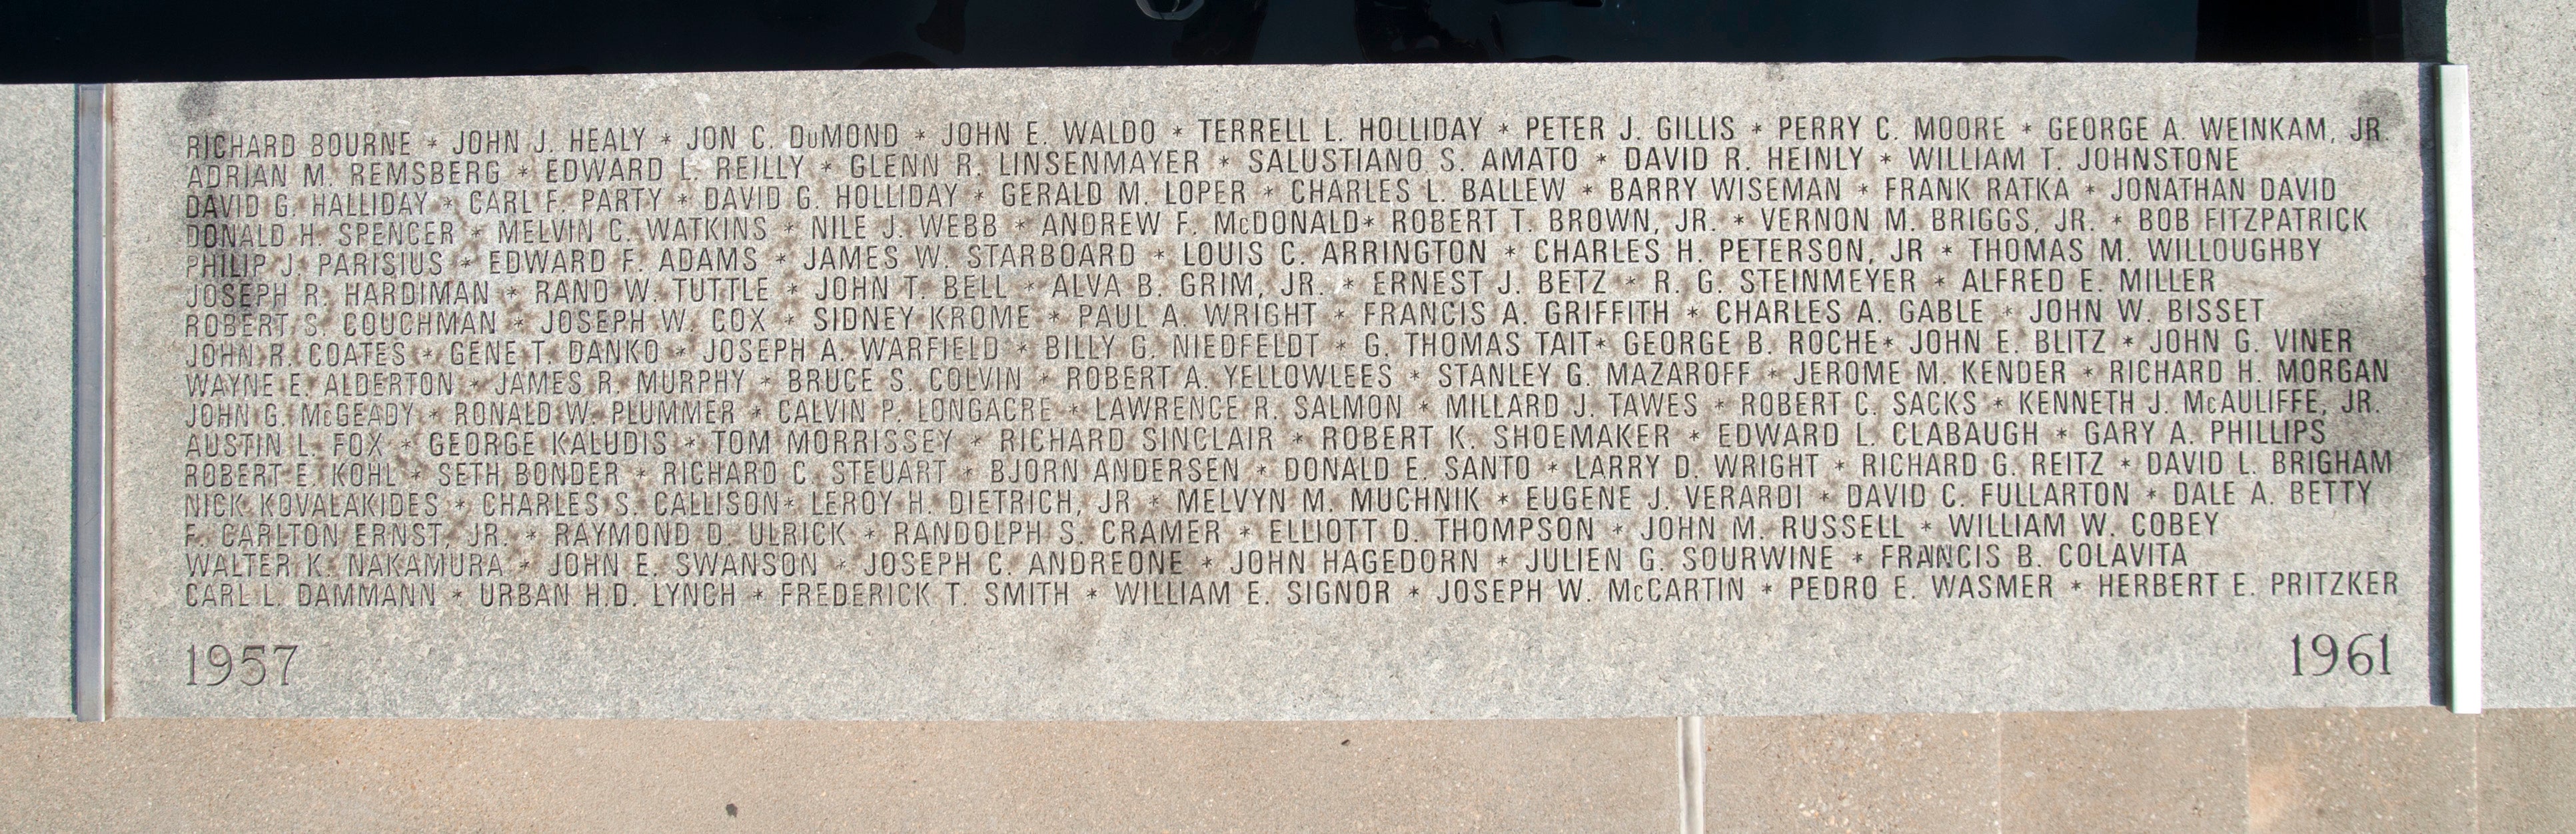 RICHARD BOURNE * JOHN J. HEALY * JON C. DuMOND * JOHN E. WALDO * TERRELL L. HOLLIDAY * PETER J. GILLIS * PERRY C. MOORE * GEORGE A. WEINKAM, JR.
ADRIAN M. REMSBERG * EDWARD L. REILLY * GLENN R. LINSENMAYER * SALUSTIANO S. AMATO * DAVID R. HEINLY * WILLIAM T. JOHNSTONE
DAVID G. HALLIDAY * CARL F. PARTY * DAVID G. HOLLIDAY * GERALD M. LOPER * CHARLES L. BALLEW * BARRY WISEMAN * FRANK RATKA * JONATHAN DAVID
DONALD H. SPENCER * MELVIN C. WATKINS * NILE J. WEBB * ANDREW F. McDONALD* ROBERT T. BROWN, JR. * VERNON M. BRIGGS, JR. * BOB FITZPATRICK
PHILIP J. PARISIUS * EDWARD F. ADAMS * JAMES W. STARBOARD * LOUIS C. ARRINGTON * CHARLES H. PETERSON, JR * THOMAS M. WILLOUGHBY
JOSEPH R. HARDIMAN * RAND W. TUTTLE * JOHN T. BELL * ALVA B. GRIM, JR. * ERNEST J. BETZ * R. G. STEINMEYER * ALFRED E. MILLER
ROBERT S. COUCHMAN * JOSEPH W. COX * SIDNEY KROME * PAUL A. WRIGHT * FRANCIS A. GRIFFITH * CHARLES A. GABLE * JOHN W. BISSET
JOHN R. COATES * GENE T. DANKO * JOSEPH A. WARFIELD * BILLY G. NIEDFELDT * G. THOMAS TAIT* GEORGE B. ROCHE* JOHN E. BLITZ * JOHN G. VINER
WAYNE E. ALDERTON * JAMES R. MURPHY * BRUCE S. COLVIN * ROBERT A. YELLOWLEES * STANLEY G. MAZAROFF * JEROME M. KENDER * RICHARD H. MORGAN
JOHN G. McGEADY * RONALD W. PLUMMER * CALVIN P. LONGACRE * LAWRENCE R. SALMON * MILLARD J. TAWES * ROBERT C. SACKS * KENNETH J. McAULIFFE, JR.
AUSTIN L. FOX * GEORGE KALUDIS * TOM MORRISSEY * RICHARD SINCLAIR * ROBERT K. SHOEMAKER * EDWARD L. CLABAUGH * GARY A. PHILLIPS
ROBERT E. KOHL * SETH BONDER * RICHARD C. STEUART * BJORN ANDERSEN * DONALD E. SANTO * LARRY D. WRIGHT * RICHARD G. REITZ * DAVID L. BRIGHAM
NICK KOVALAKIDES * CHARLES S. CALLISON* LEROY H. DIETRICH, JR * MELVYN M. MUCHNIK * EUGENE J. VERARDI * DAVID C. FULLARTON * DALE A. BETTY
F. CARLTON ERNST, JR. * RAYMOND D. ULRICK * RANDOLPH S. CRAMER * ELLIOTT D. THOMPSON * JOHN M. RUSSELL * WILLIAM W. COBEY
WALTER K. NAKAMURA * JOHN E. SWANSON * JOSEPH C. ANDREONE * JOHN HAGEDORN * JULIEN G. SOURWINE * FRANCIS B. COLAVITA
CARL L. DAMMANN * URBAN H.D. LYNCH * FREDERICK T. SMITH * WILLIAM E. SIGNOR * JOSEPH W. McCARTIN * PEDRO E. WASMER * HERBERT E. PRITZKER
1957 1961